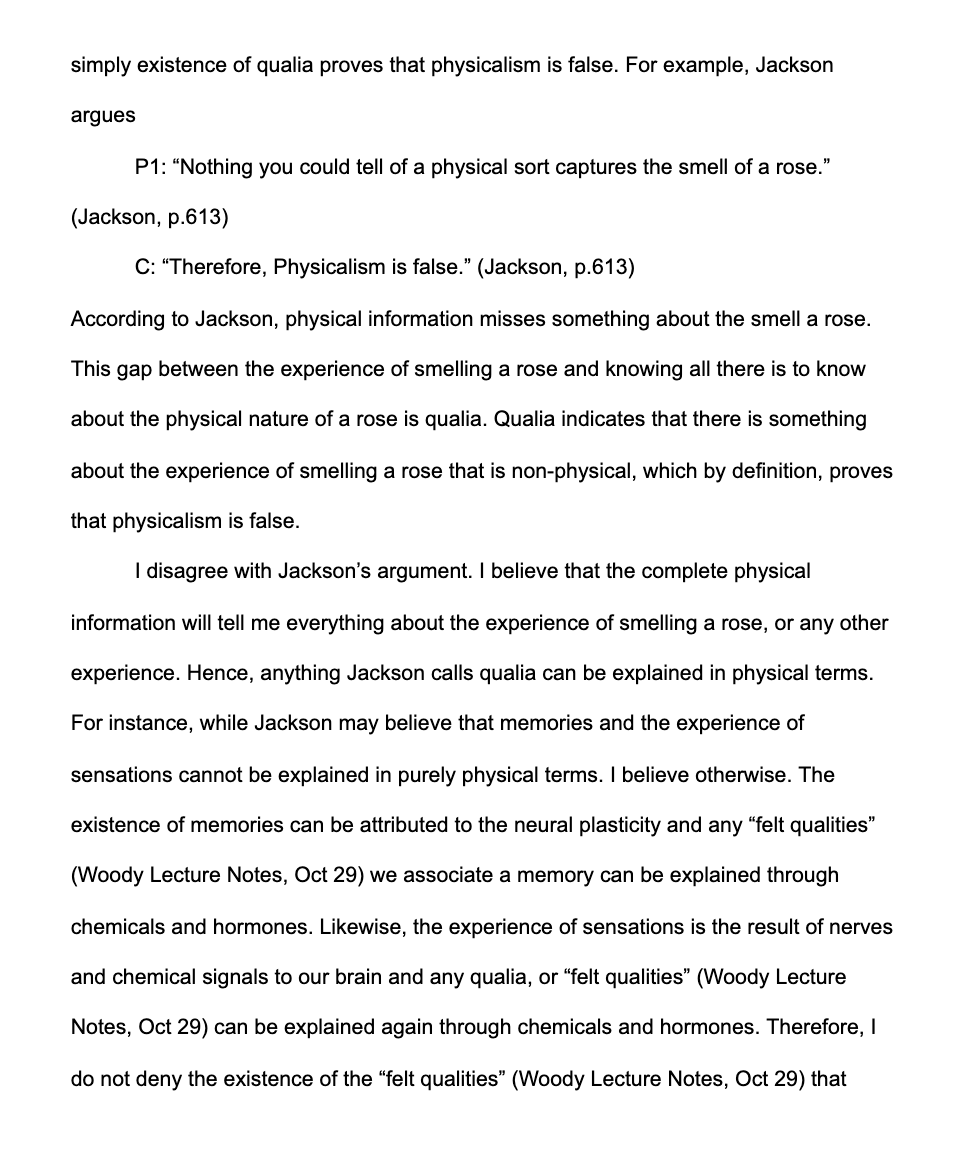 simply existence of qualia proves that physicalism is false. For example, Jackson
argues
P1: “Nothing you could tell of a physical sort captures the smell of a rose.”
(Jackson, p.613)
C: “Therefore, Physicalism is false.” (Jackson, p.613)
According to Jackson, physical information misses something about the smell a rose.
This gap between the experience of smelling a rose and knowing all there is to know
about the physical nature of a rose is qualia. Qualia indicates that there is something
about the experience of smelling a rose that is non-physical, which by definition, proves
that physicalism is false.
I disagree with Jackson’s argument. I believe that the complete physical
information will tell me everything about the experience of smelling a rose, or any other
experience. Hence, anything Jackson calls qualia can be explained in physical terms.
For instance, while Jackson may believe that memories and the experience of
sensations cannot be explained in purely physical terms. I believe otherwise. The
existence of memories can be attributed to the neural plasticity and any “felt qualities”
(Woody Lecture Notes, Oct 29) we associate a memory can be explained through
chemicals and hormones. Likewise, the experience of sensations is the result of nerves
and chemical signals to our brain and any qualia, or “felt qualities” (Woody Lecture
Notes, Oct 29) can be explained again through chemicals and hormones. Therefore, I
do not deny the existence of the “felt qualities” (Woody Lecture Notes, Oct 29) that